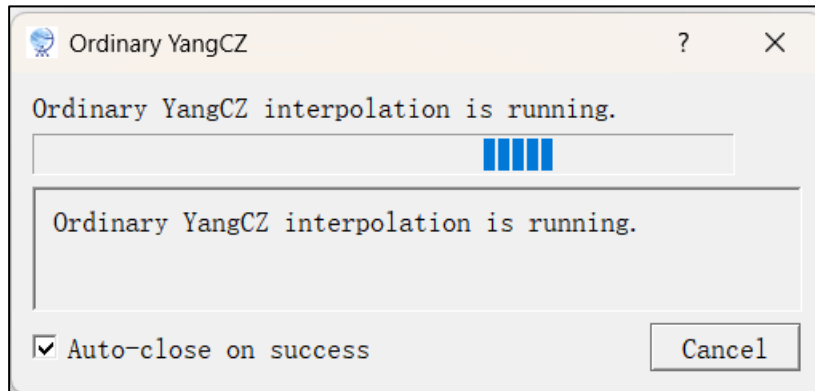 Ordinary YangCZ
?
Ordinary YangCZ interpolation is running.
Ordinary YangCZ interpolation is running.
Auto-close on success
Cancel